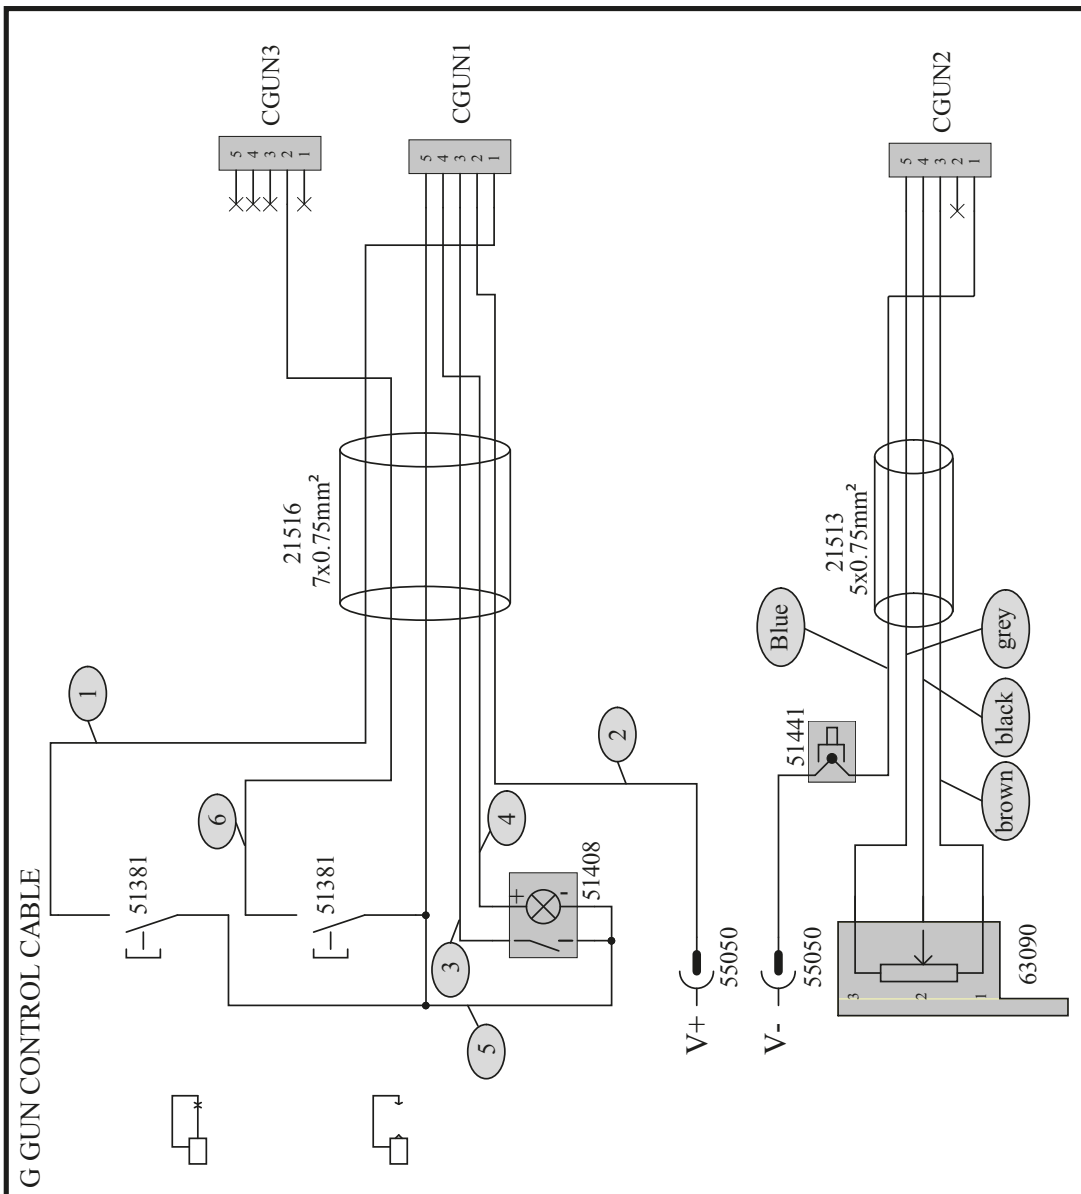 G GUN CONTROL CABLE
CGUN3
5
4
3
2
1
CGUN1
5
4
3
2
1
CGUN2
5
4
3
2
1
21516
7x0.75mm²
21513
5x0.75mm²
1
6
2
4
3
5
51381
51381
51408
+
-
Blue
grey
black
brown
51441
55050
V+
55050
V-
63090
3
2
1